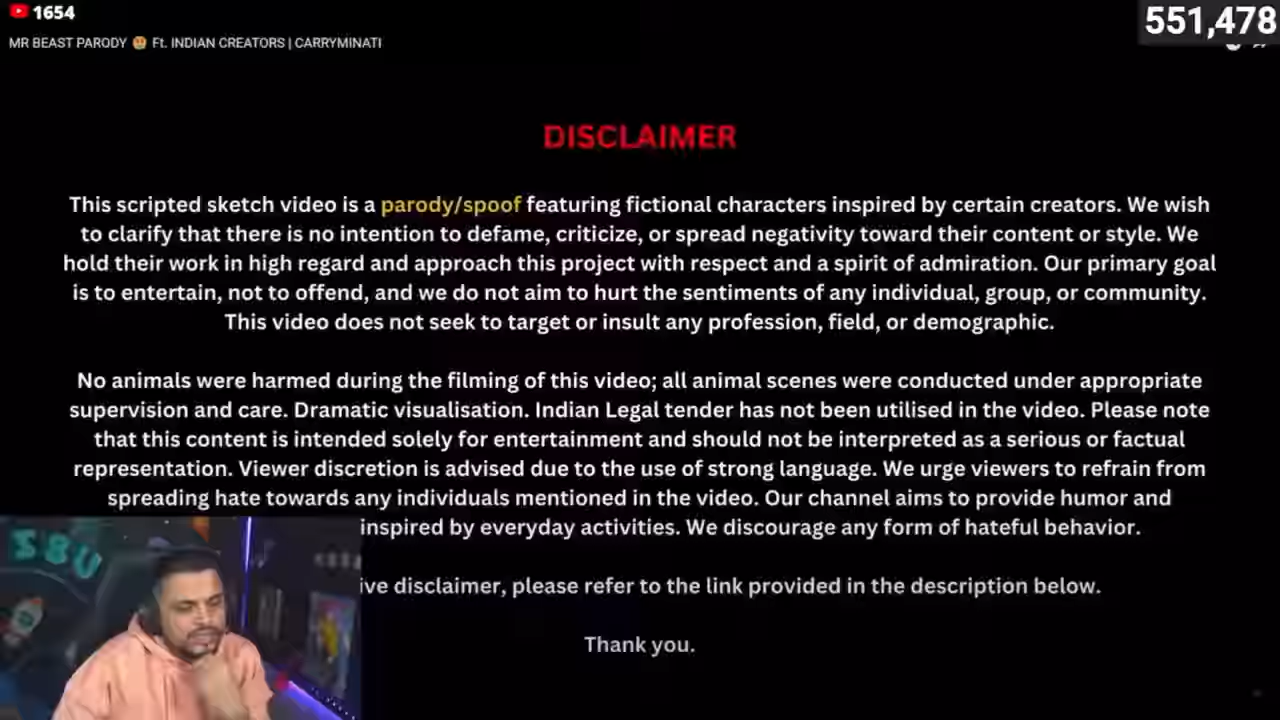 1654
551,478
MR BEAST PARODY 😡 Ft. INDIAN CREATORS | CARRYMINATI
DISCLAIMER
This scripted sketch video is a parody/spoof featuring fictional characters inspired by certain creators. We wish
to clarify that there is no intention to defame, criticize, or spread negativity toward their content or style. We
hold their work in high regard and approach this project with respect and a spirit of admiration. Our primary goal
is to entertain, not to offend, and we do not aim to hurt the sentiments of any individual, group, or community.
This video does not seek to target or insult any profession, field, or demographic.
No animals were harmed during the filming of this video; all animal scenes were conducted under appropriate
supervision and care. Dramatic visualisation. Indian Legal tender has not been utilised in the video. Please note
that this content is intended solely for entertainment and should not be interpreted as a serious or factual
representation. Viewer discretion is advised due to the use of strong language. We urge viewers to refrain from
spreading hate towards any individuals mentioned in the video. Our channel aims to provide humor and
inspired by everyday activities. We discourage any form of hateful behavior.
ive disclaimer, please refer to the link provided in the description below.
Thank you.
S8U